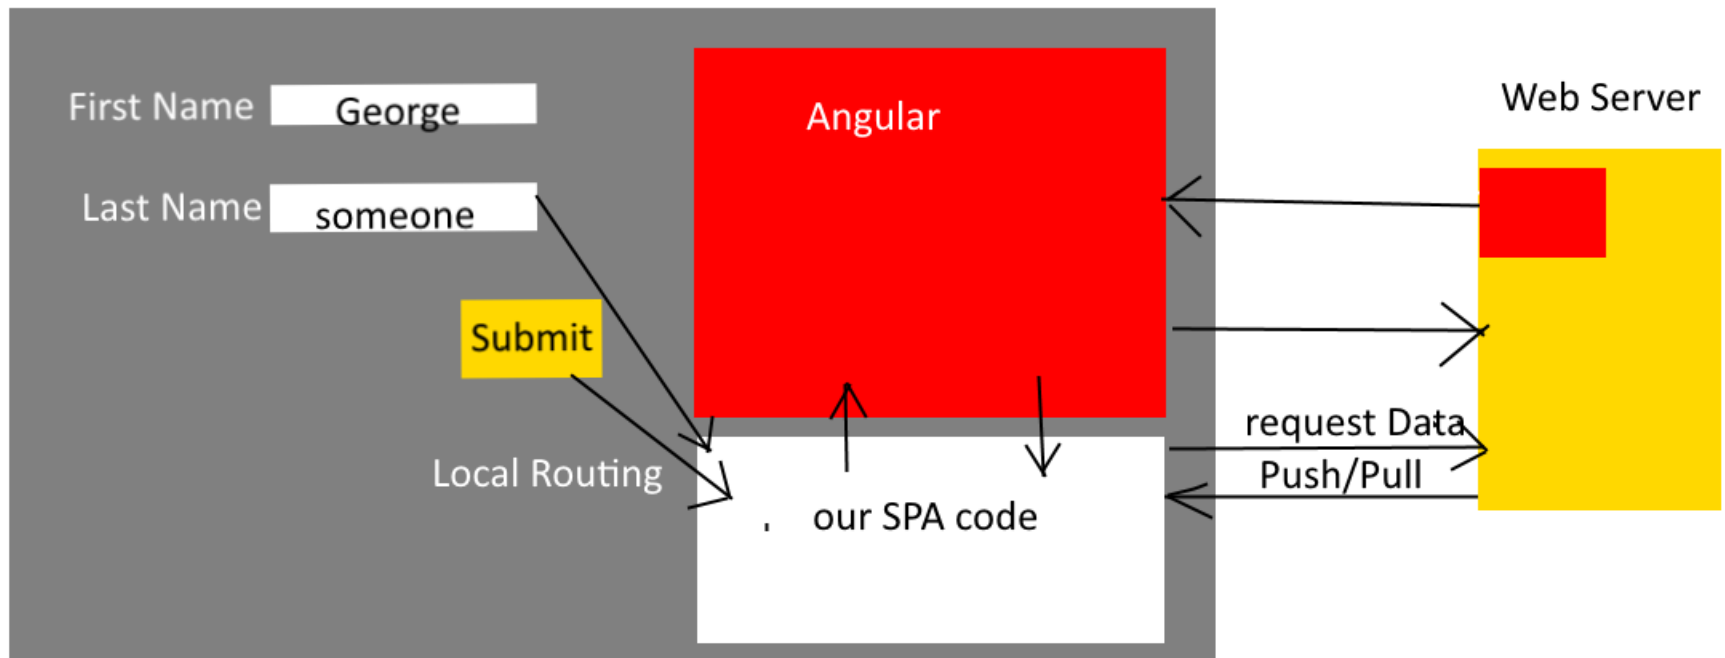 First Name George
Last Name someone
Submit
Local Routing
Angular
our SPA code
Web Server
request Data
Push/Pull